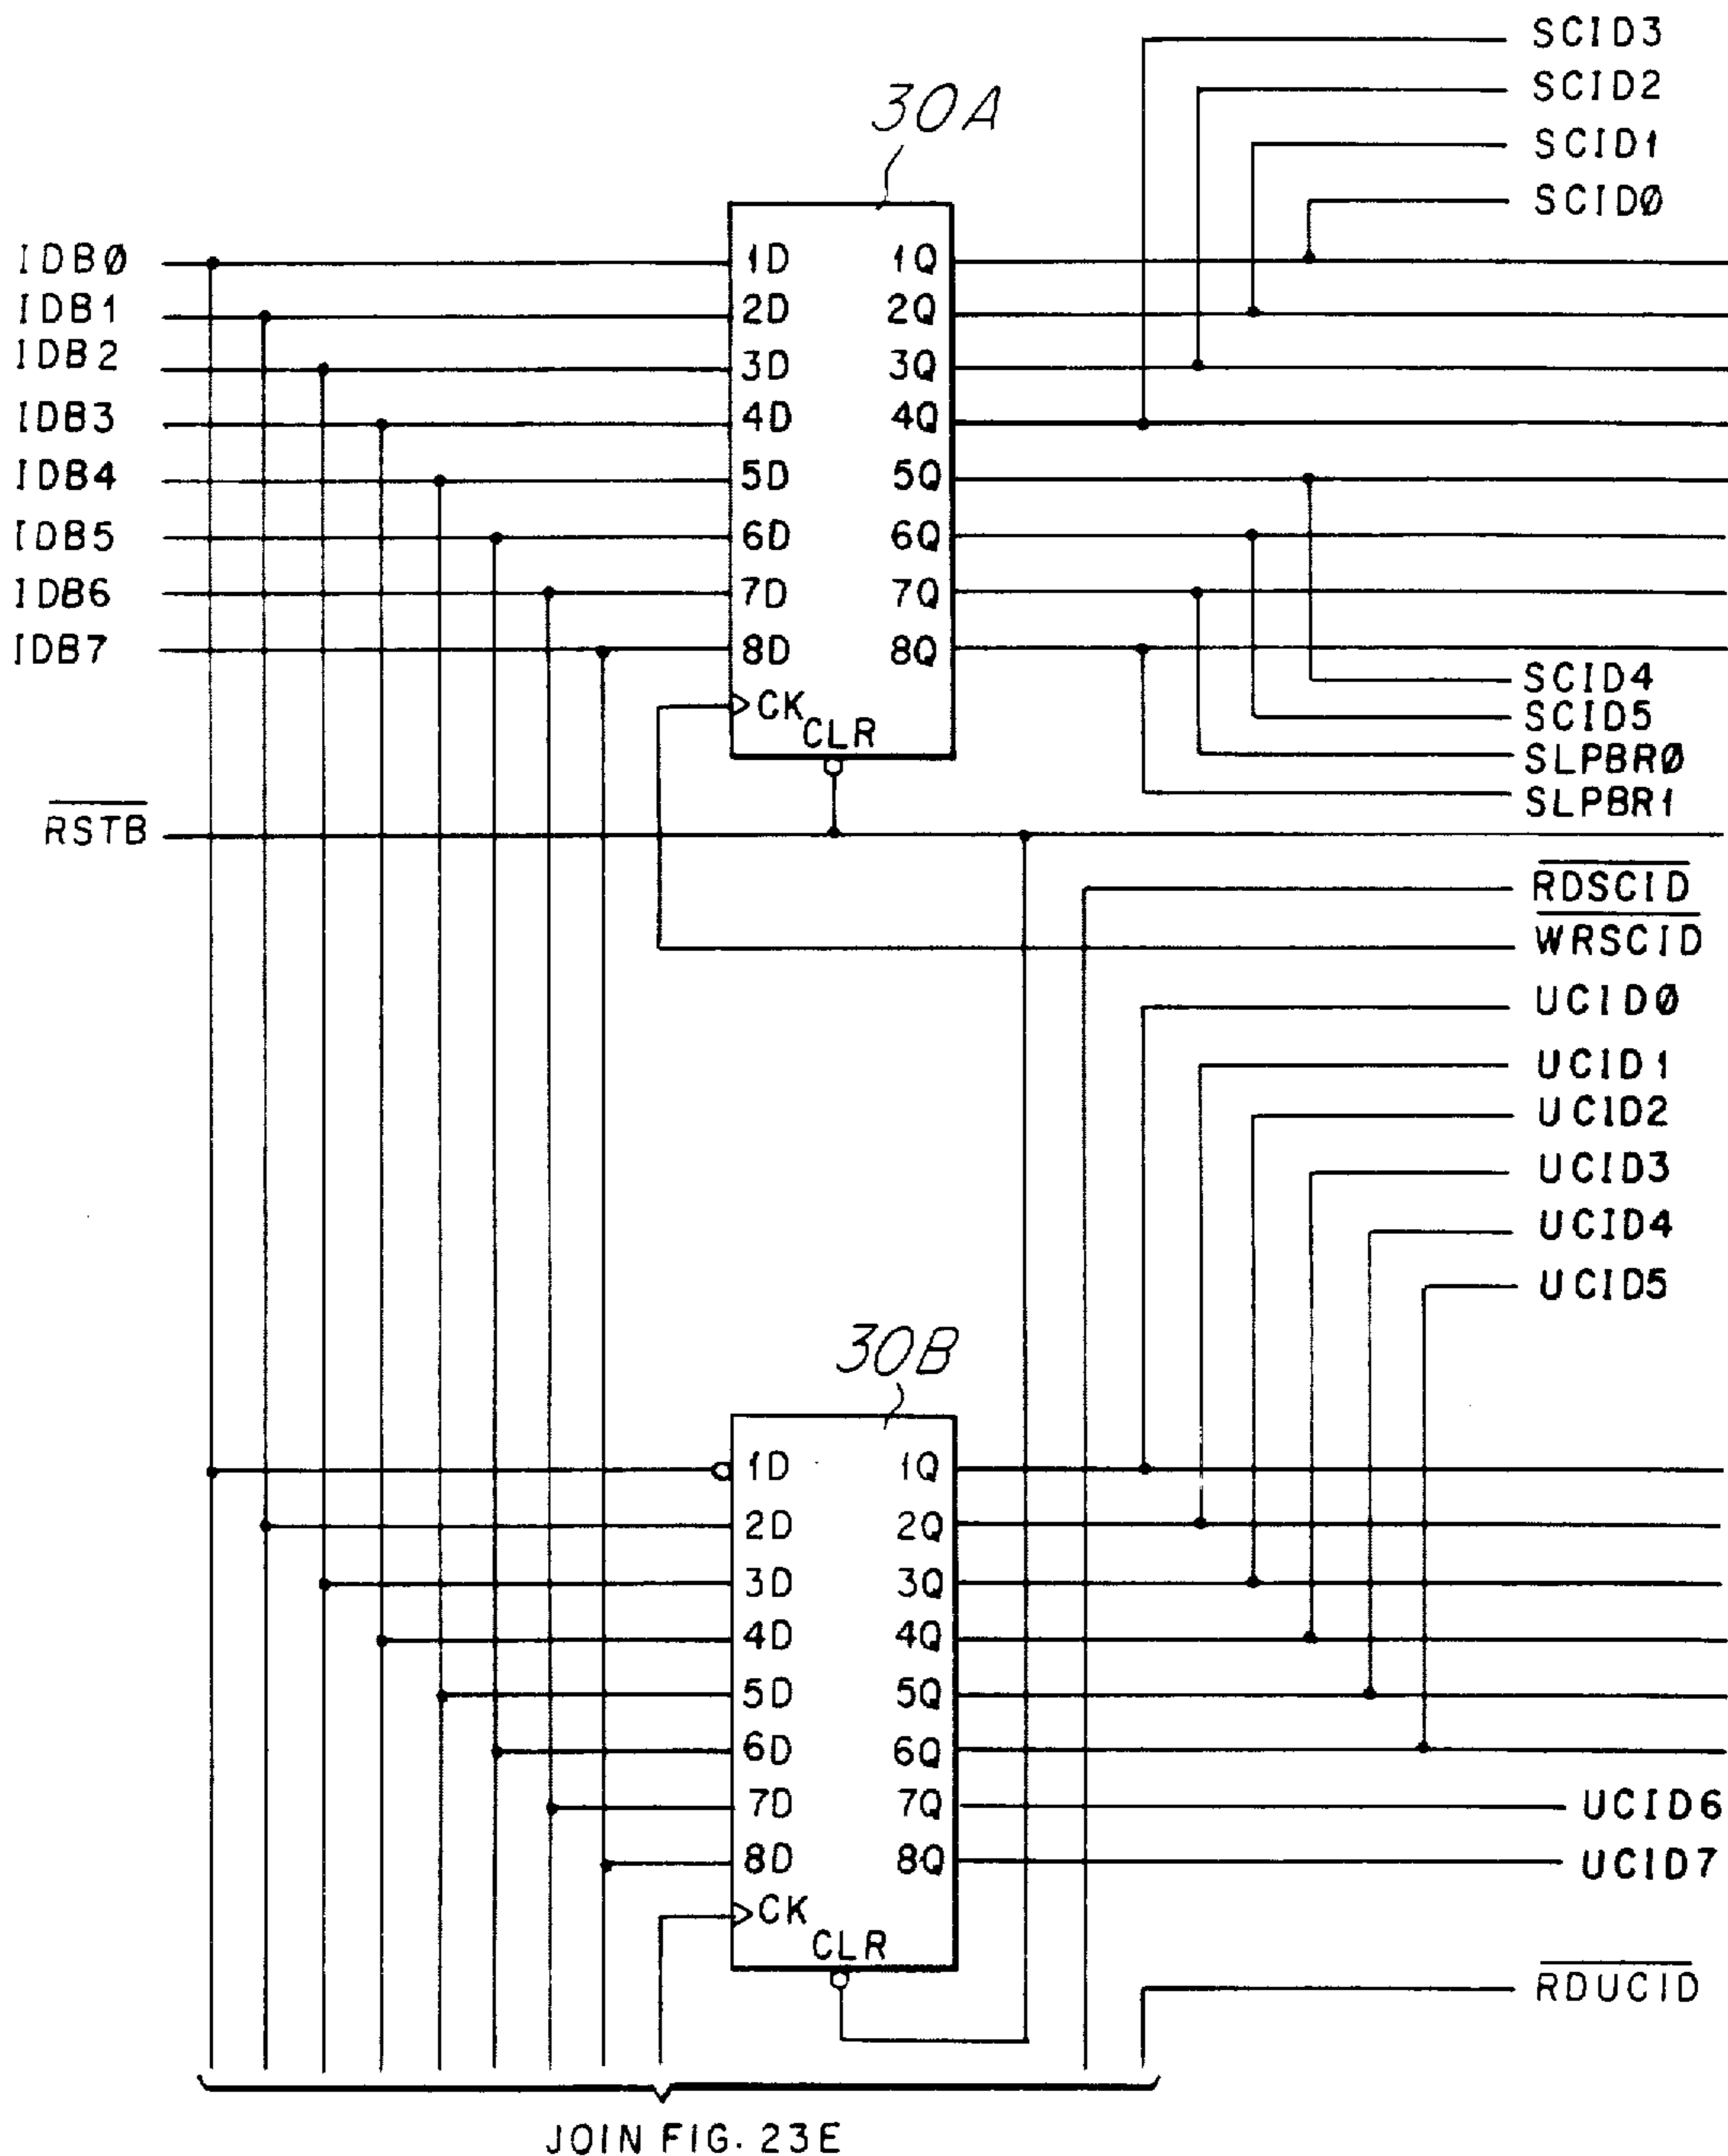 SCID3
SCID2
30A
SCID1
SCIDØ
IDBØ 1D 1Q
IDB1 2D 2Q
IDB2 3D 3Q
IDB3 4D 4Q
IDB4 5D 5Q
IDB5 6D 6Q
IDB6 7D 7Q
IDB7 8D 8Q
SCID4
CK
SCID5
CLR
SLPBRØ
SLPBR1
RSTB
RDSCID
WRSCID
UCIDØ
UCID1
UCID2
UCID3
UCID4
UCID5
30B
1D 1Q
2D 2Q
3D 3Q
4D 4Q
5D 5Q
6D 6Q
7D 7Q UCID6
8D 8Q UCID7
CK
CLR
RDUCID
JOIN FIG. 23E